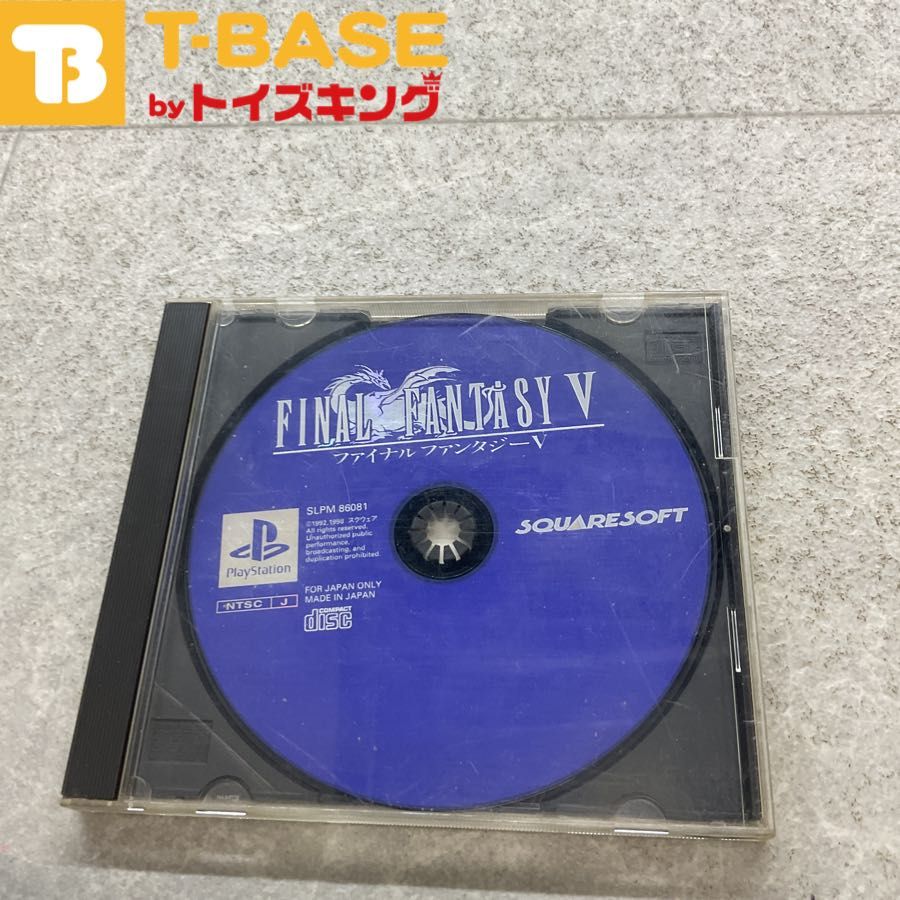 T-BASE
byトイズキング
FINAL FANTASY V
ファイナルファンタジーV
SLPM 86081
©1992,1998 スクウェア
All rights reserved.
Unauthorized public
performance,
broadcasting, and
duplication prohibited.
SQUARESOFT
PlayStation
FOR JAPAN ONLY
MADE IN JAPAN
NTSC J
COMPACT
disc